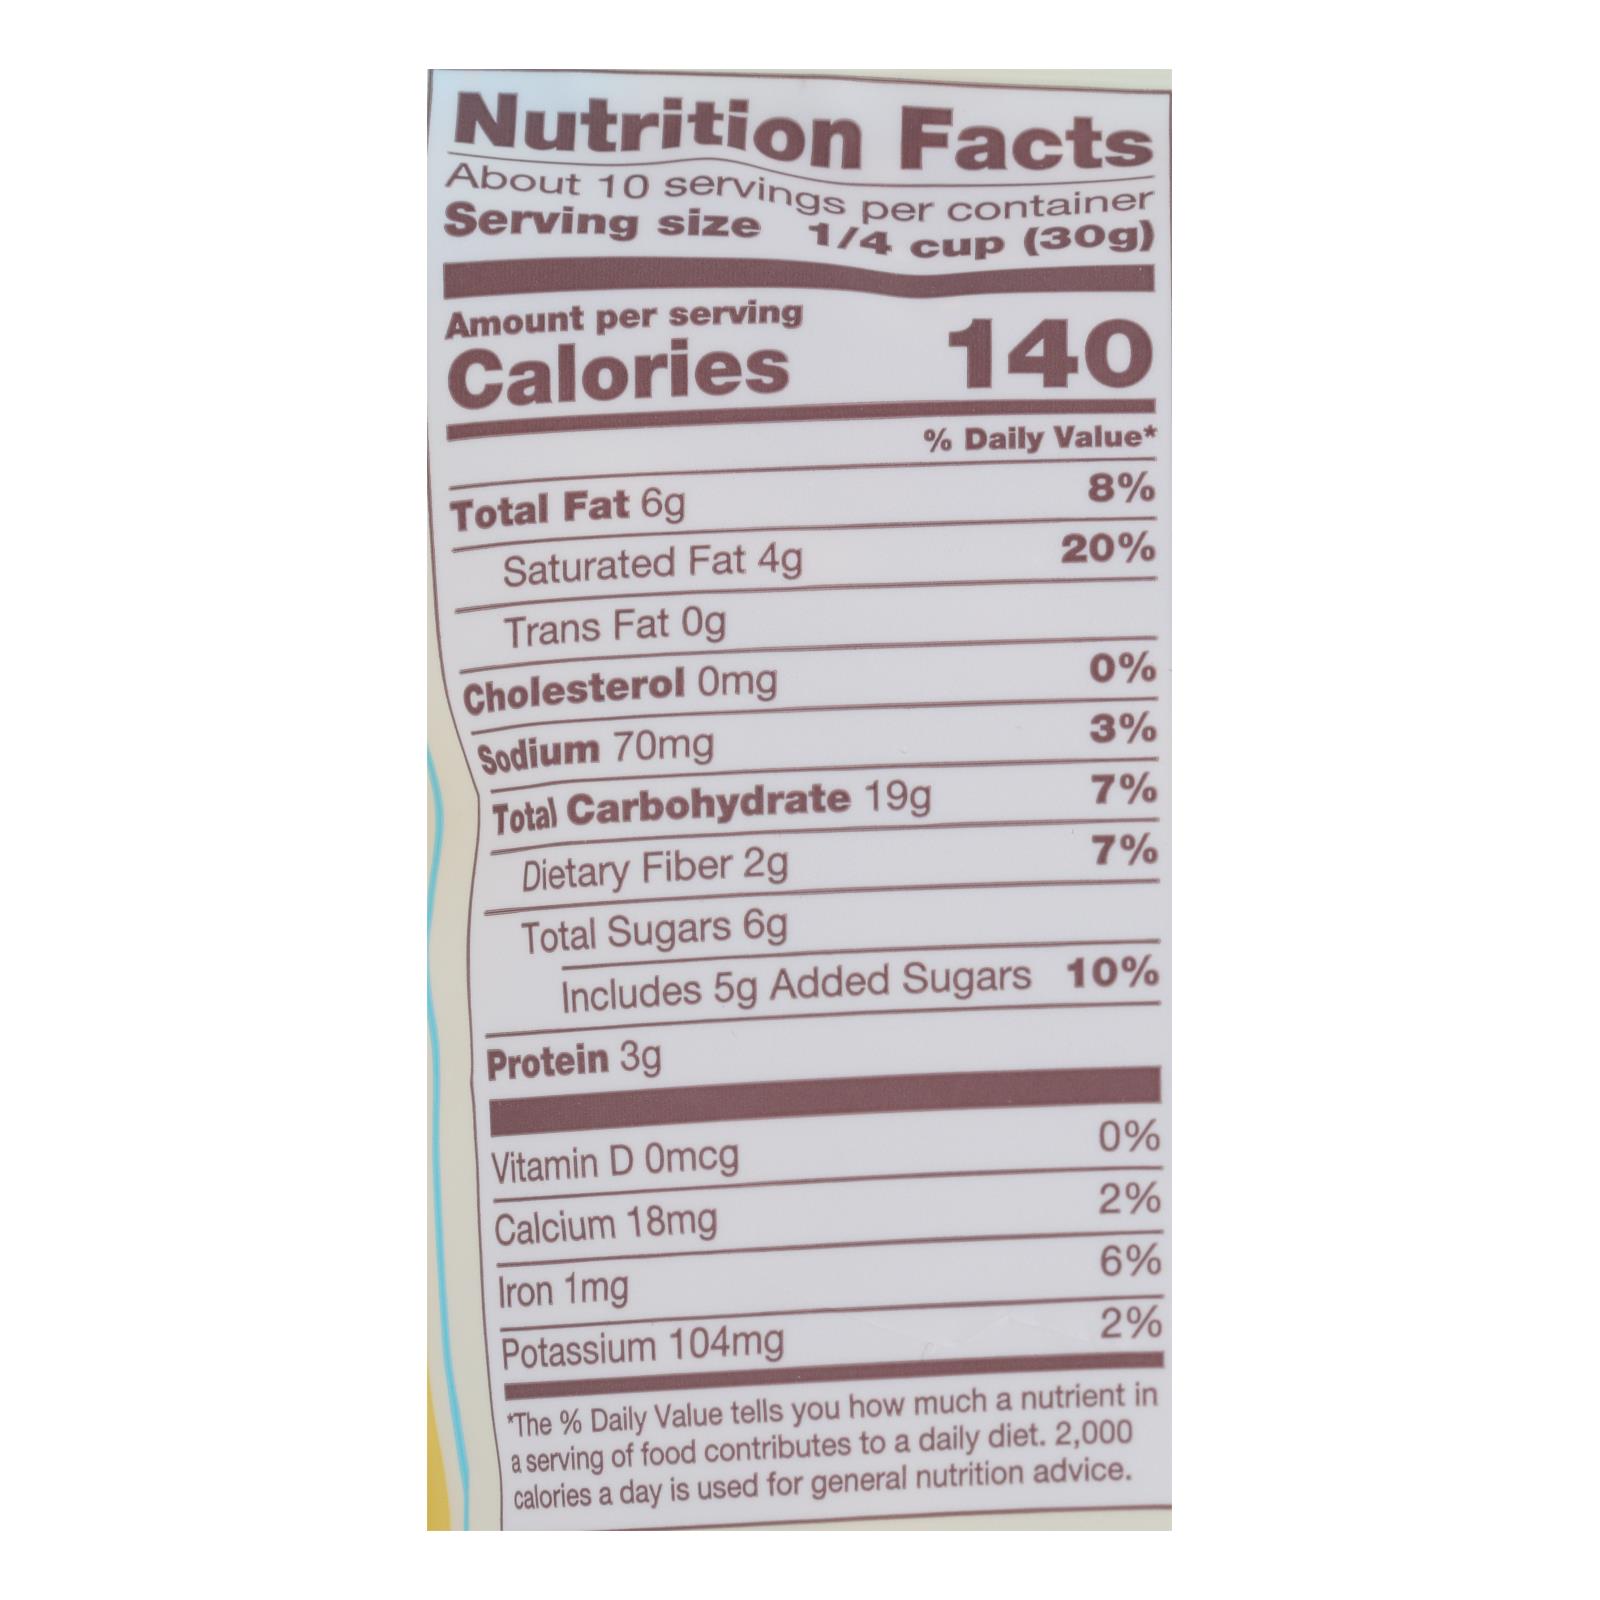 Nutrition Facts
About 10 servings per container
Serving size 1/4 cup (30g)
Amount per serving
Calories 140
% Daily Value*
Total Fat 6g 8%
Saturated Fat 4g 20%
Trans Fat 0g
Cholesterol 0mg 0%
Sodium 70mg 3%
Total Carbohydrate 19g 7%
Dietary Fiber 2g 7%
Total Sugars 6g
Includes 5g Added Sugars 10%
Protein 3g
Vitamin D 0mcg 0%
Calcium 18mg 2%
Iron 1mg 6%
Potassium 104mg 2%
*The % Daily Value tells you how much a nutrient in
a serving of food contributes to a daily diet. 2,000
calories a day is used for general nutrition advice.